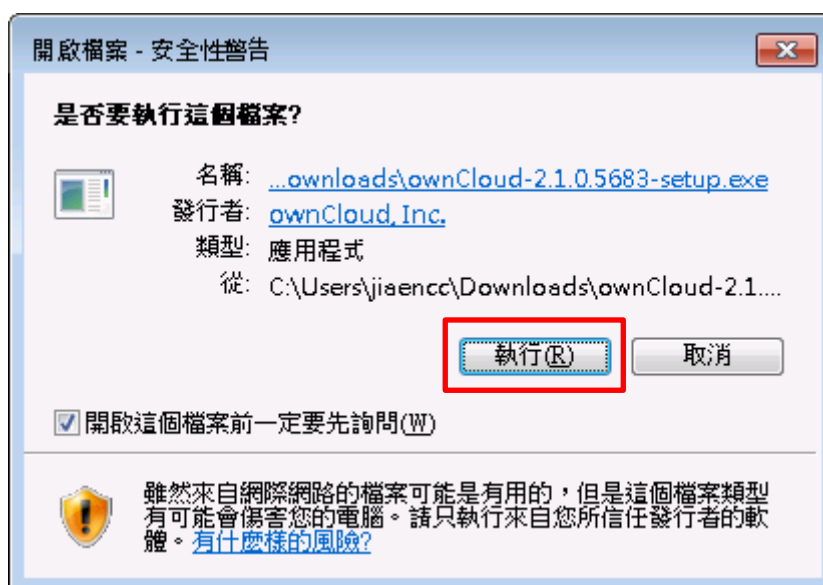 開啟檔案 - 安全性警告
是否要執行這個檔案?
名稱: ...ownloads\ownCloud-2.1.0.5683-setup.exe
發行者: ownCloud, Inc.
類型: 應用程式
從: C:\Users\jiaencc\Downloads\ownCloud-2.1....
執行(R) 取消
開啟這個檔案前一定要先詢問(W)
雖然來自網際網路的檔案可能是有用的，但是這個檔案類型
有可能會傷害您的電腦。請只執行來自您所信任發行者的軟
體。有什麼樣的風險?